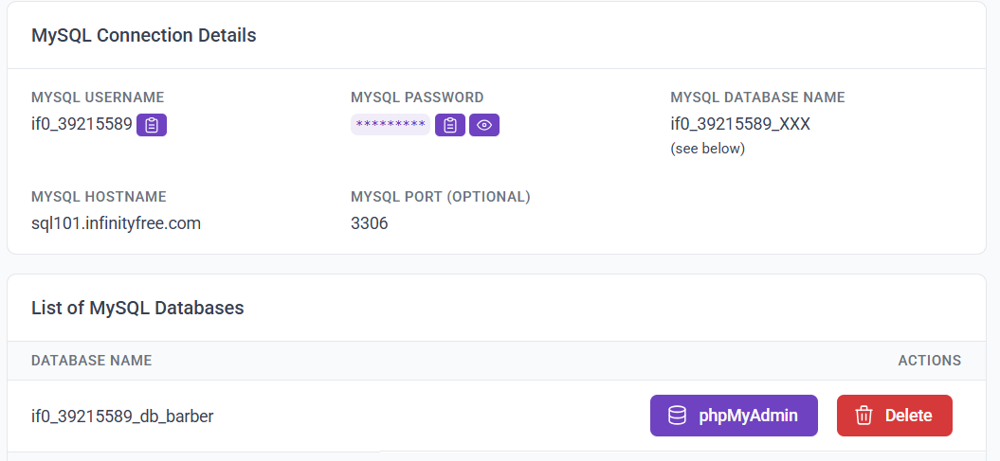 MySQL Connection Details
MYSQL USERNAME
if0_39215589
MYSQL PASSWORD
*********
MYSQL DATABASE NAME
if0_39215589_XXX
(see below)
MYSQL HOSTNAME
sql101.infinityfree.com
MYSQL PORT (OPTIONAL)
3306
List of MySQL Databases
DATABASE NAME
ACTIONS
if0_39215589_db_barber
phpMyAdmin
Delete